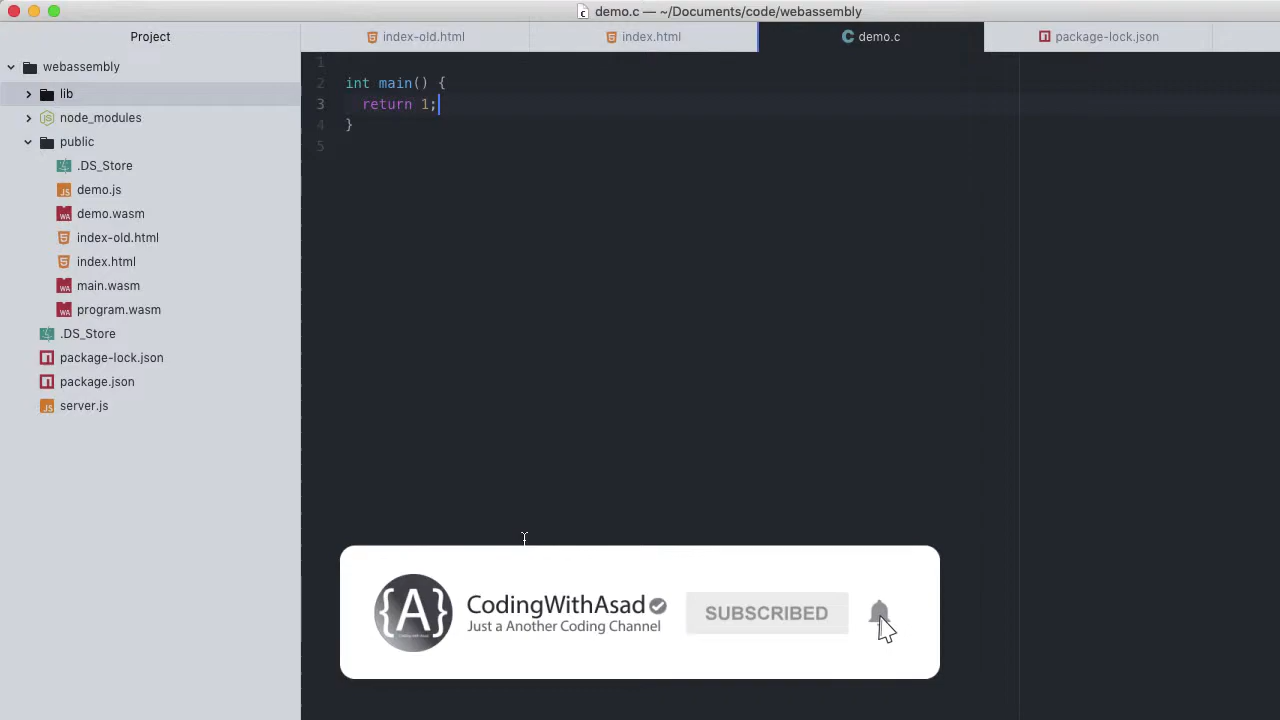 demo.c — ~/Documents/code/webassembly
Project
index-old.html
index.html
demo.c
package-lock.json
webassembly
lib
node_modules
public
.DS_Store
demo.js
demo.wasm
index-old.html
index.html
main.wasm
program.wasm
.DS_Store
package-lock.json
package.json
server.js
1
2 int main() {
3 return 1;
4 }
5
{A}
CodingWithAsad
Just a Another Coding Channel
SUBSCRIBED